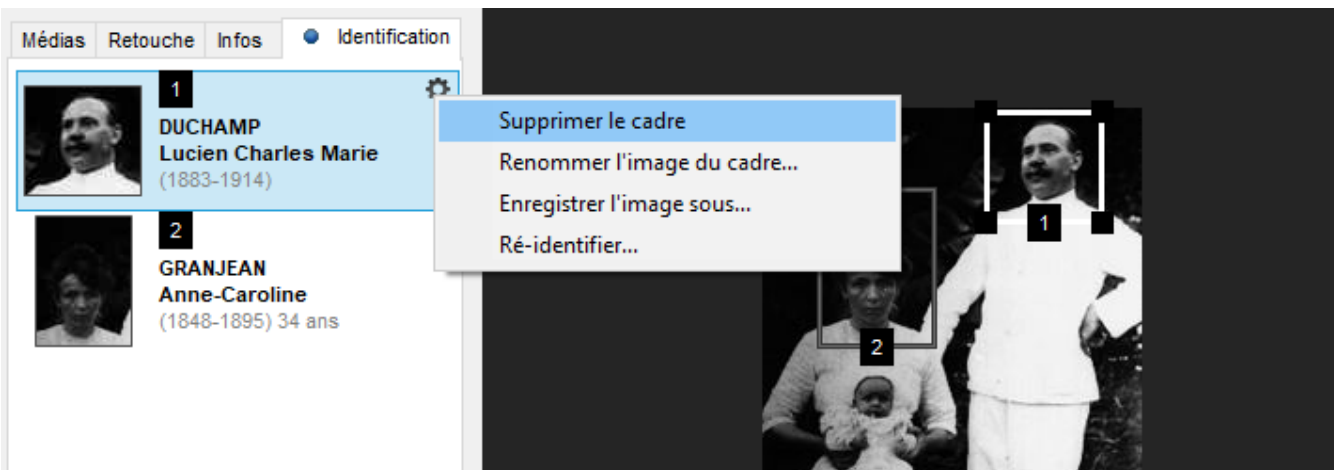 Médias Retouche Infos Identification
1
DUCHAMP
Lucien Charles Marie
(1883-1914)
2
GRANJEAN
Anne-Caroline
(1848-1895) 34 ans
Supprimer le cadre
Renommer l'image du cadre...
Enregistrer l'image sous...
Ré-identifier...
1
2